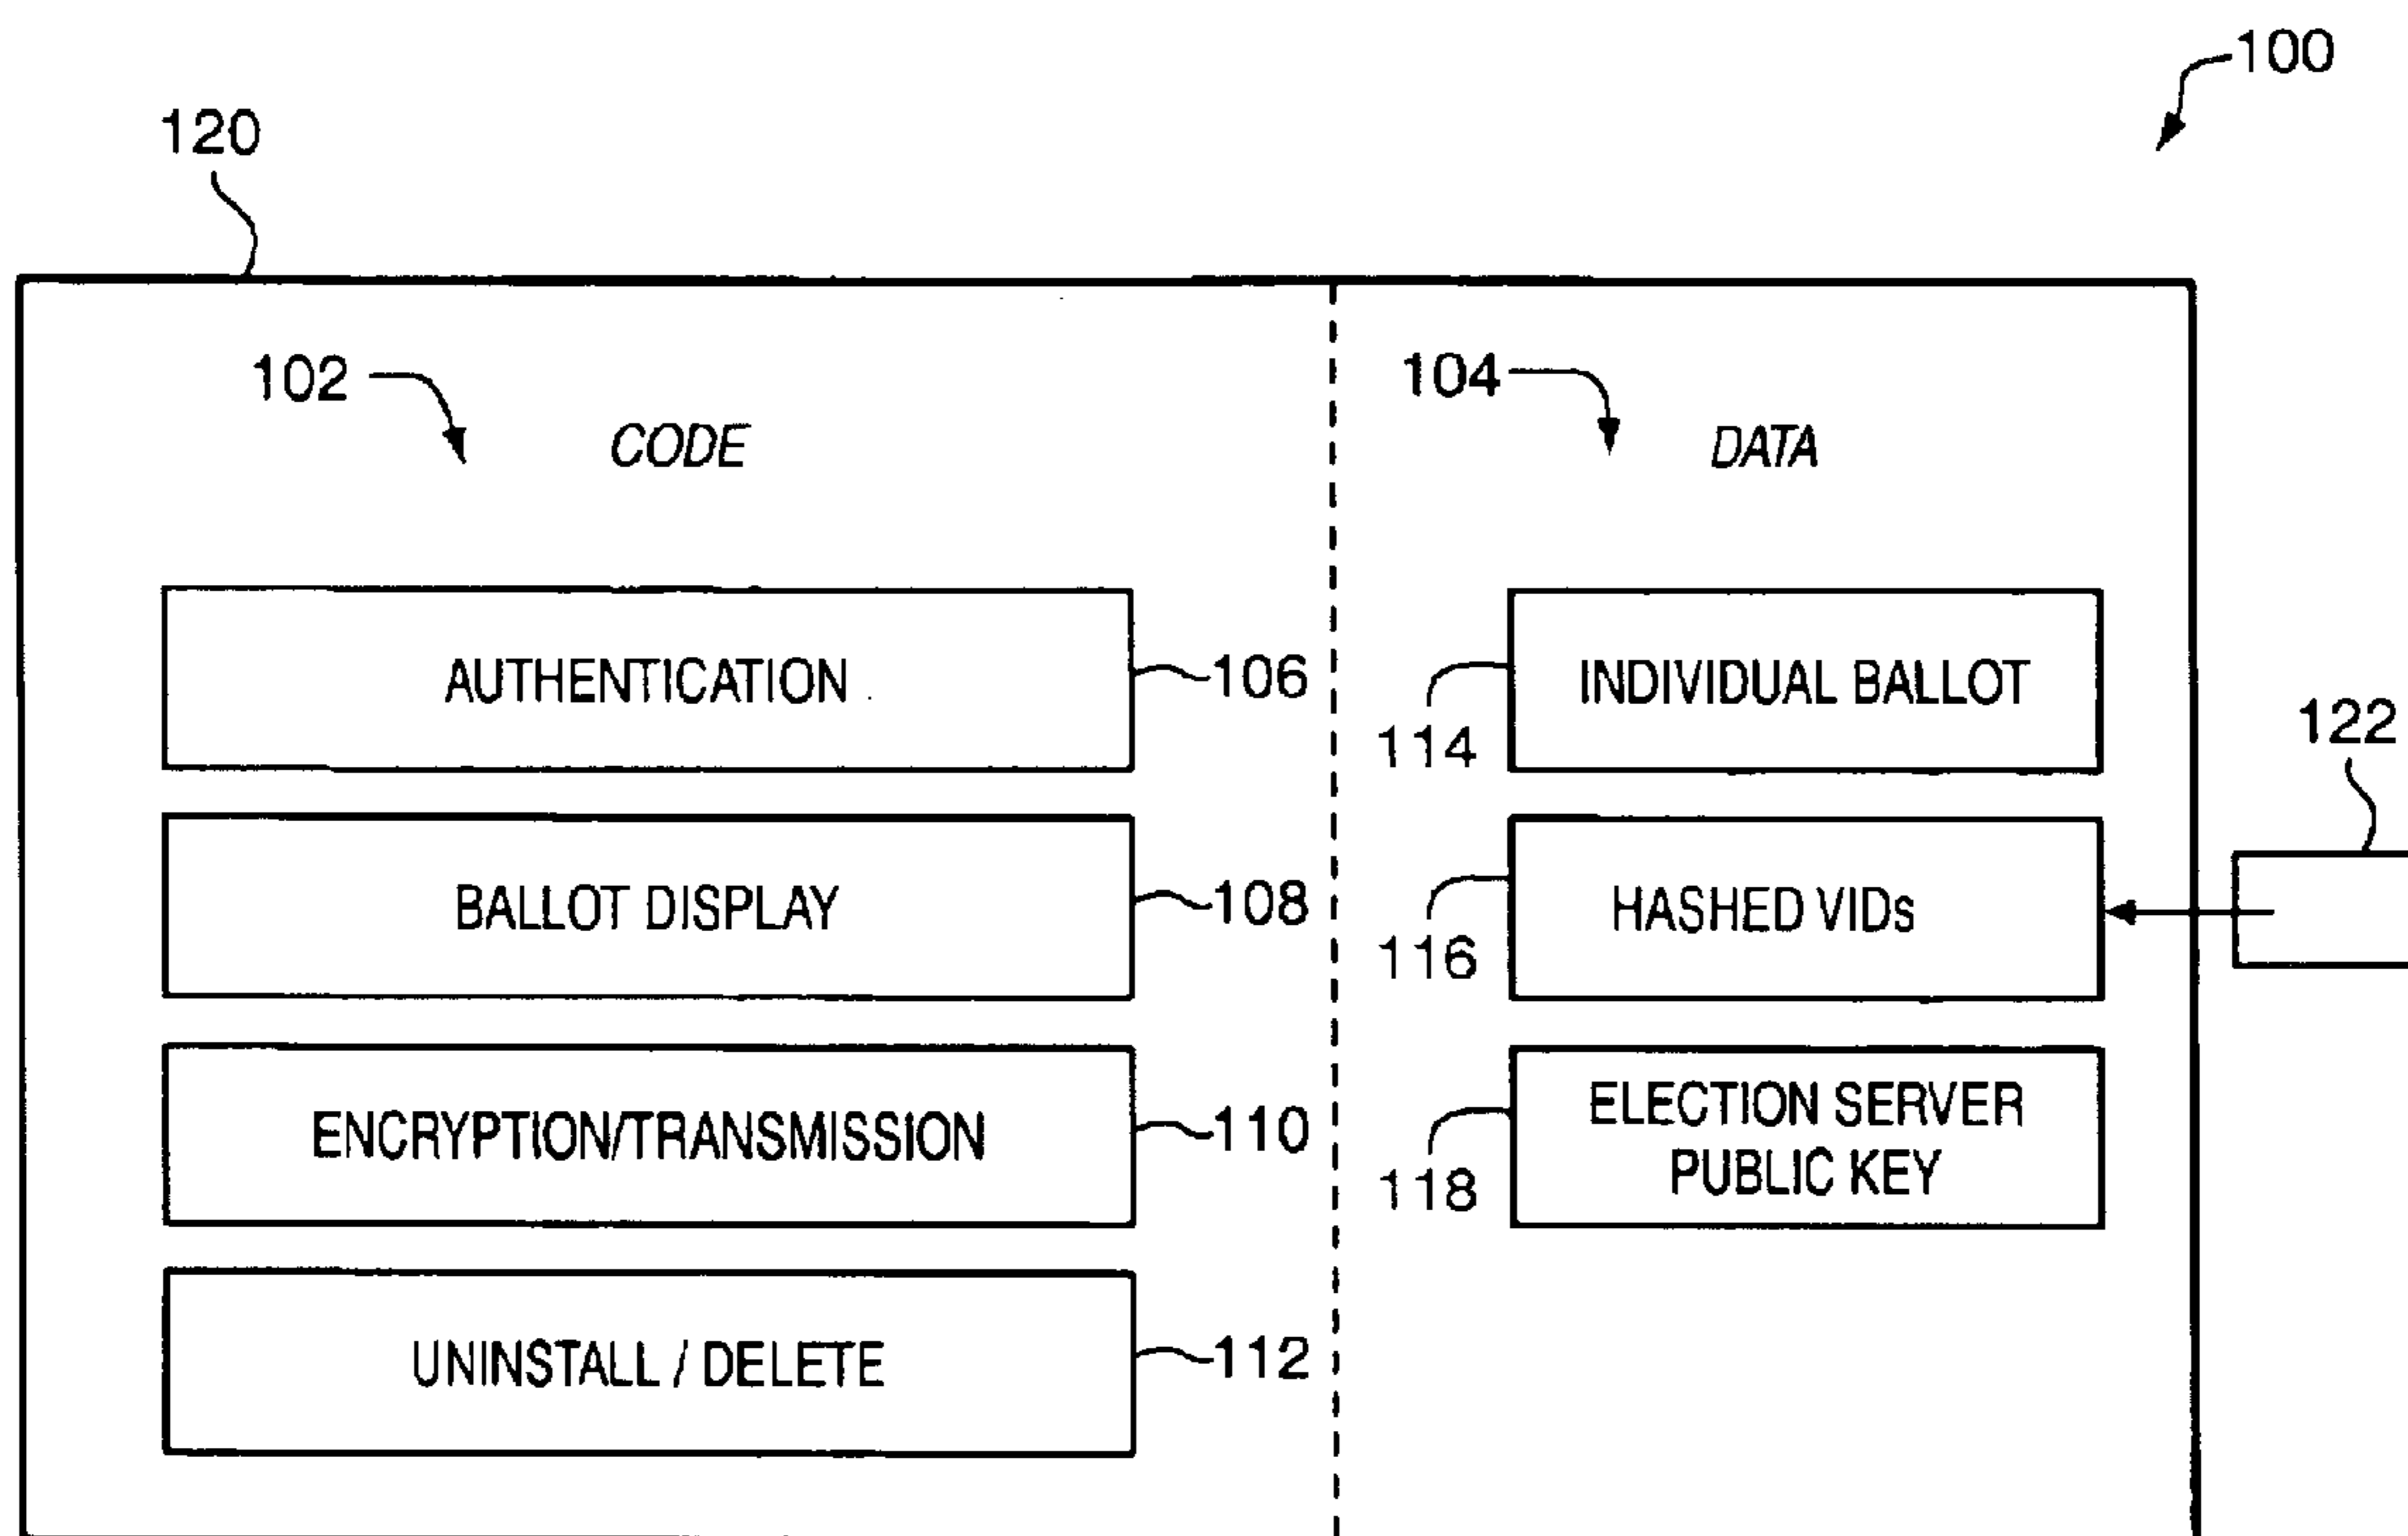 100
120
102
CODE
104
DATA
AUTHENTICATION
106
INDIVIDUAL BALLOT
114
122
BALLOT DISPLAY
108
HASHED VIDs
116
ENCRYPTION/TRANSMISSION
110
ELECTION SERVER
PUBLIC KEY
118
UNINSTALL / DELETE
112